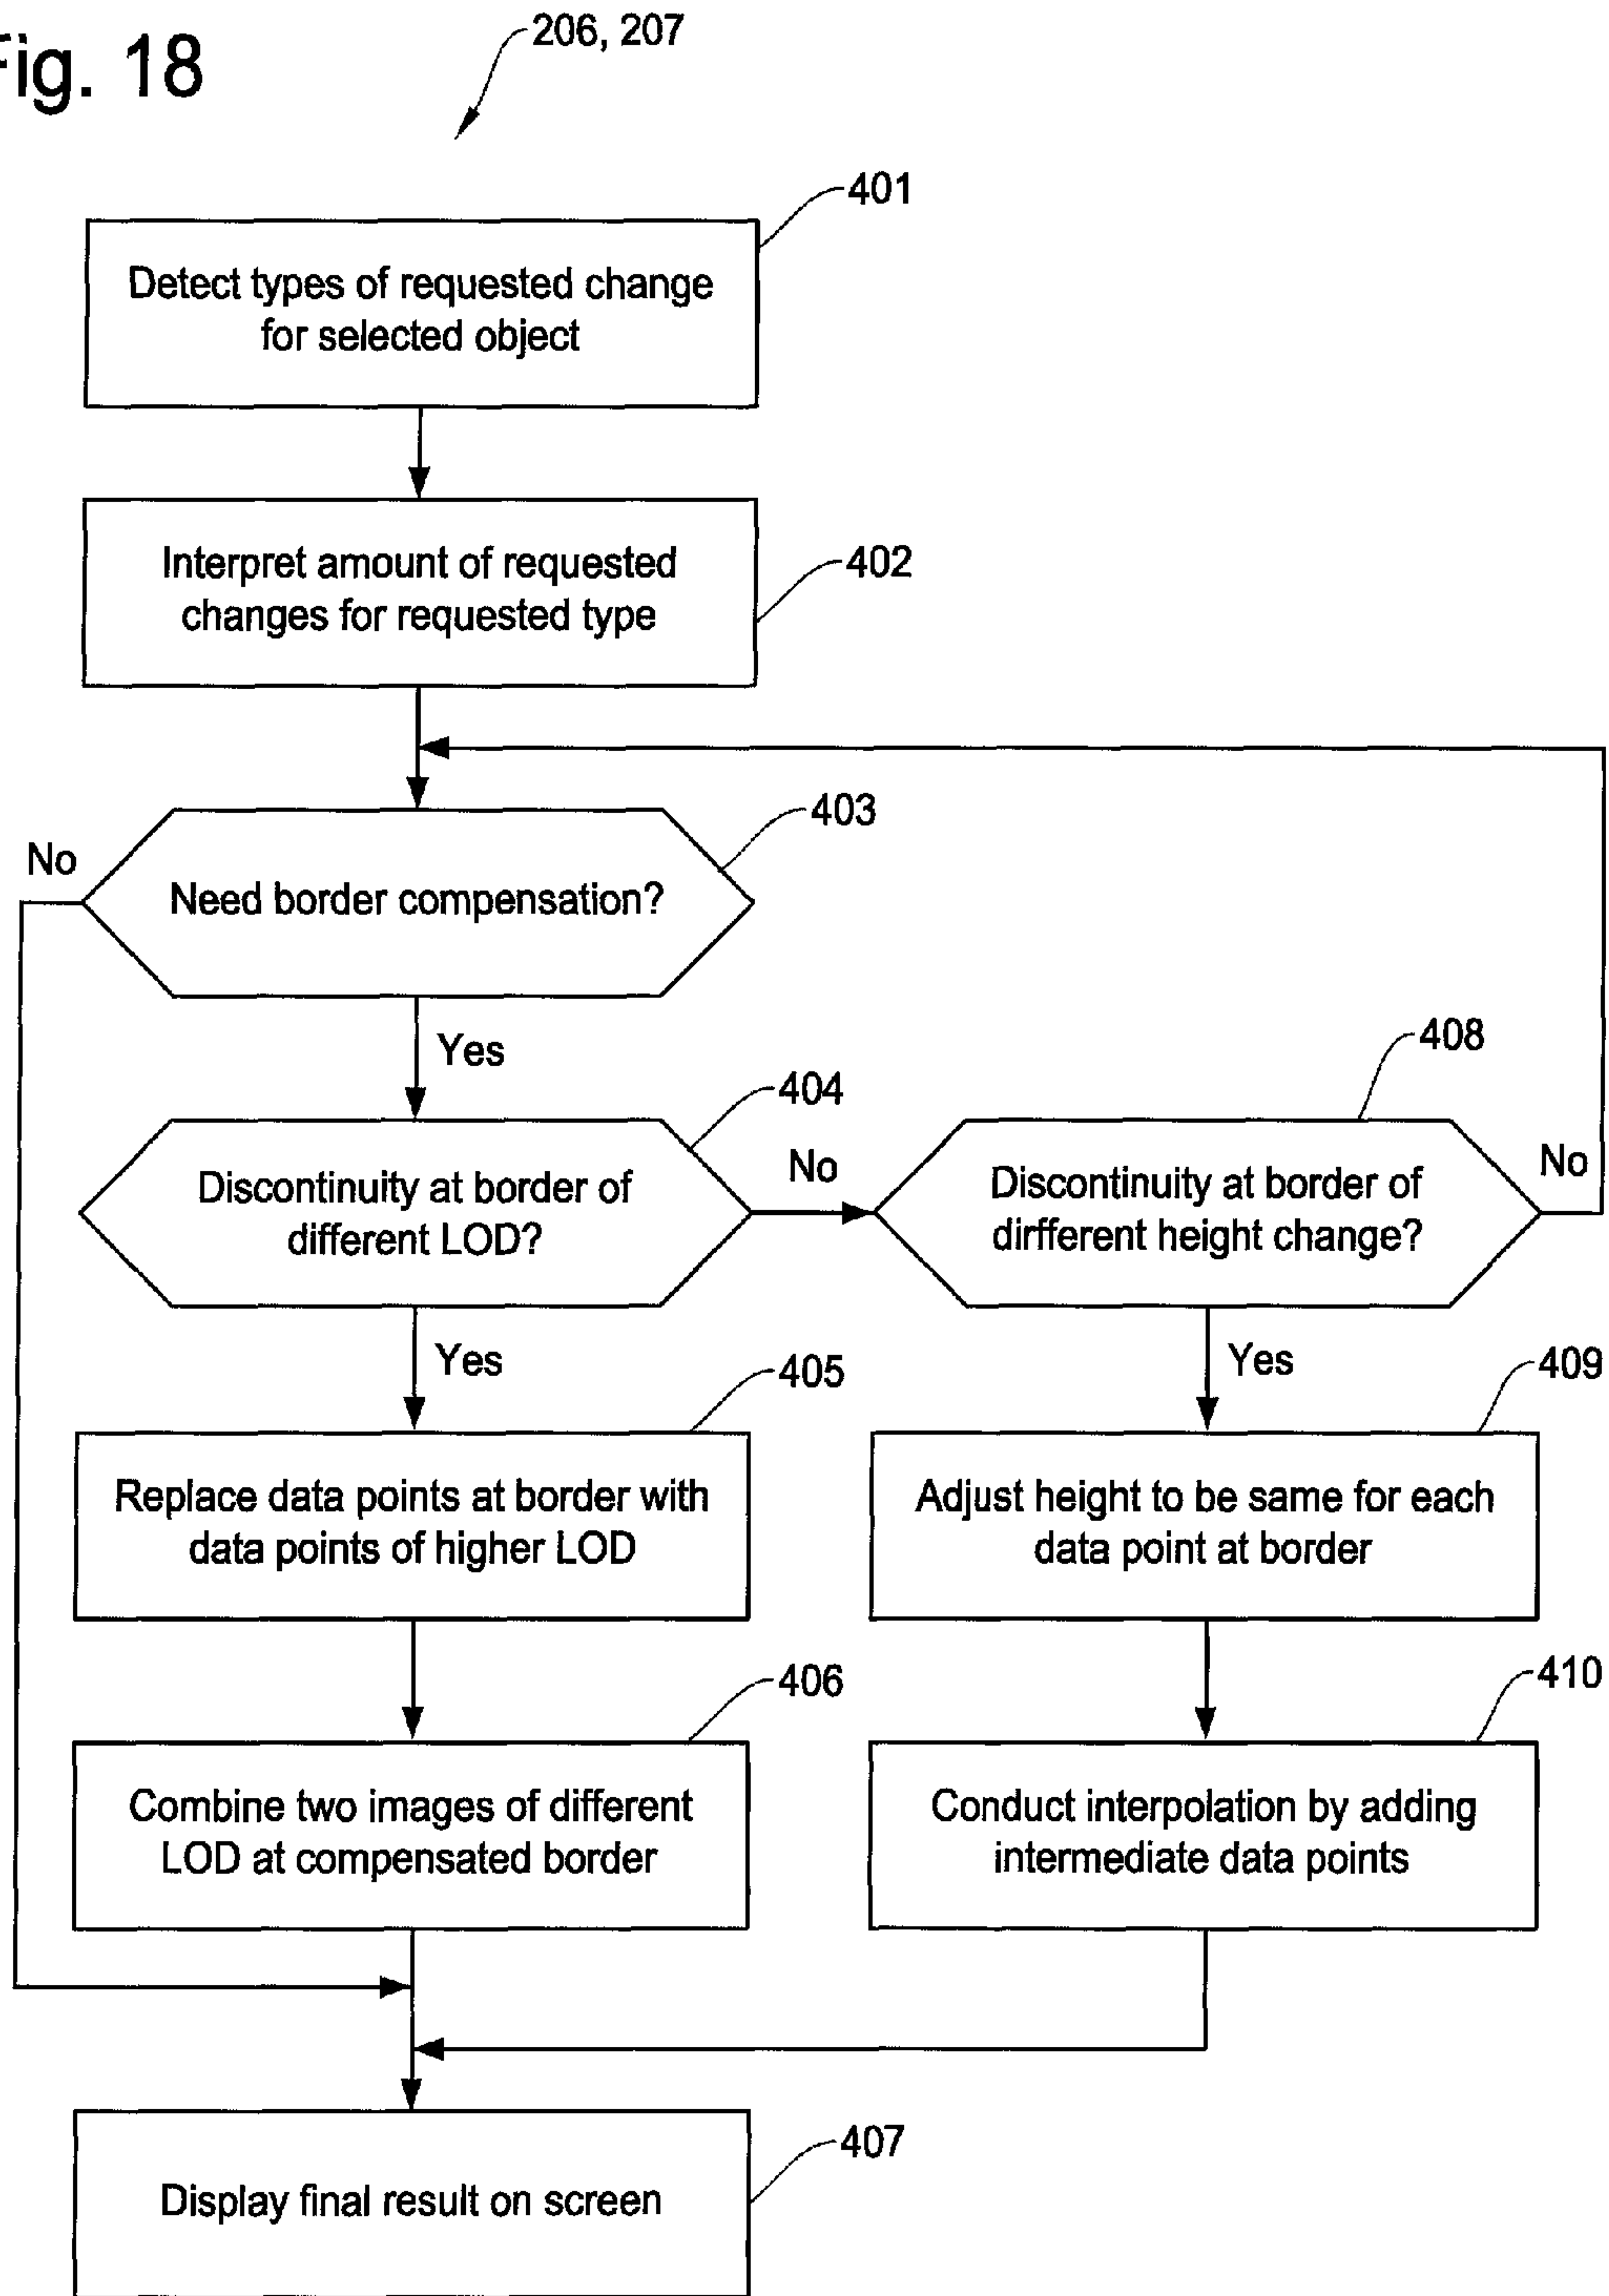 Fig. 18
206, 207
401
Detect types of requested change
for selected object
402
Interpret amount of requested
changes for requested type
403
No
Need border compensation?
Yes
404
408
Discontinuity at border of
different LOD?
No
Discontinuity at border of
dirfferent height change?
No
Yes
Yes
405
409
Replace data points at border with
data points of higher LOD
Adjust height to be same for each
data point at border
406
410
Combine two images of different
LOD at compensated border
Conduct interpolation by adding
intermediate data points
407
Display final result on screen